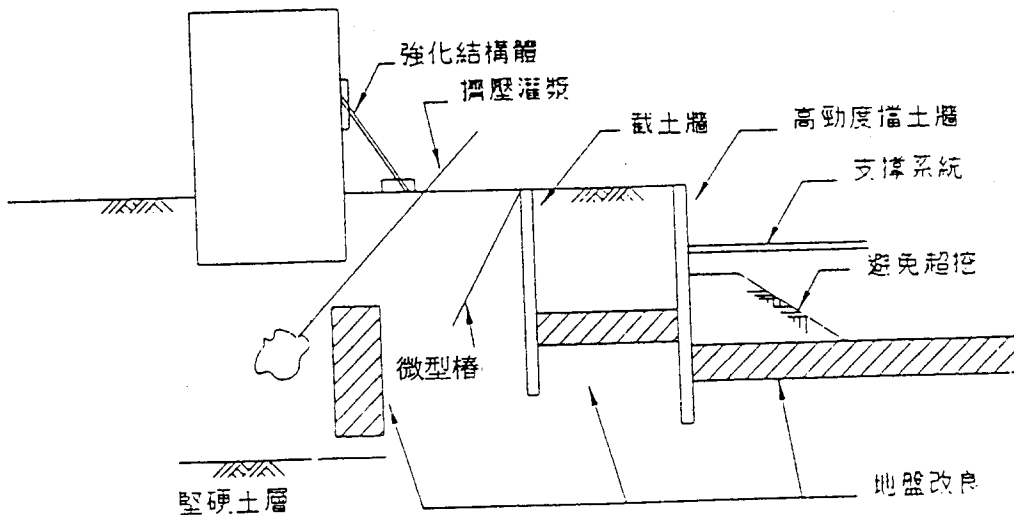 強化結構體
擠壓灌漿
截土牆
高勁度擋土牆
支撐系統
避免超挖
微型樁
堅硬土層
地盤改良